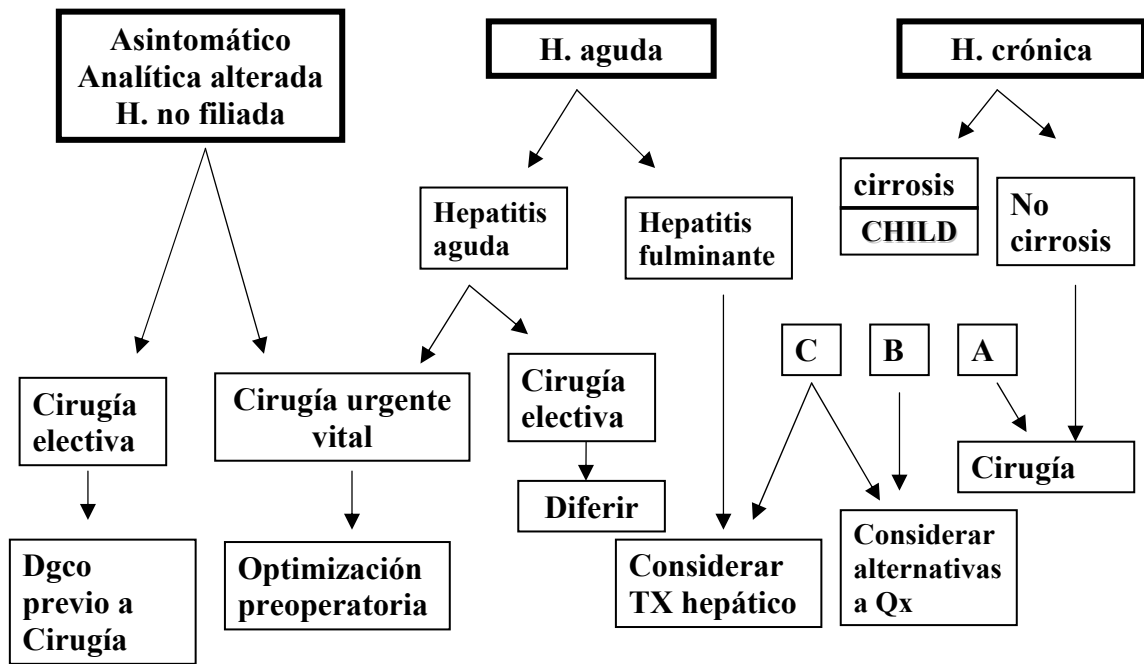 Asintomático
Analítica alterada
H. no filiada
H. aguda
H. crónica
Hepatitis
aguda
Hepatitis
fulminante
cirrosis
CHILD
No
cirrosis
C
B
A
Cirugía
electiva
Cirugía urgente
vital
Cirugía
electiva
Cirugía
Diferir
Dgco
previo a
Cirugía
Optimización
preoperatoria
Considerar
TX hepático
Considerar
alternativas
a Qx